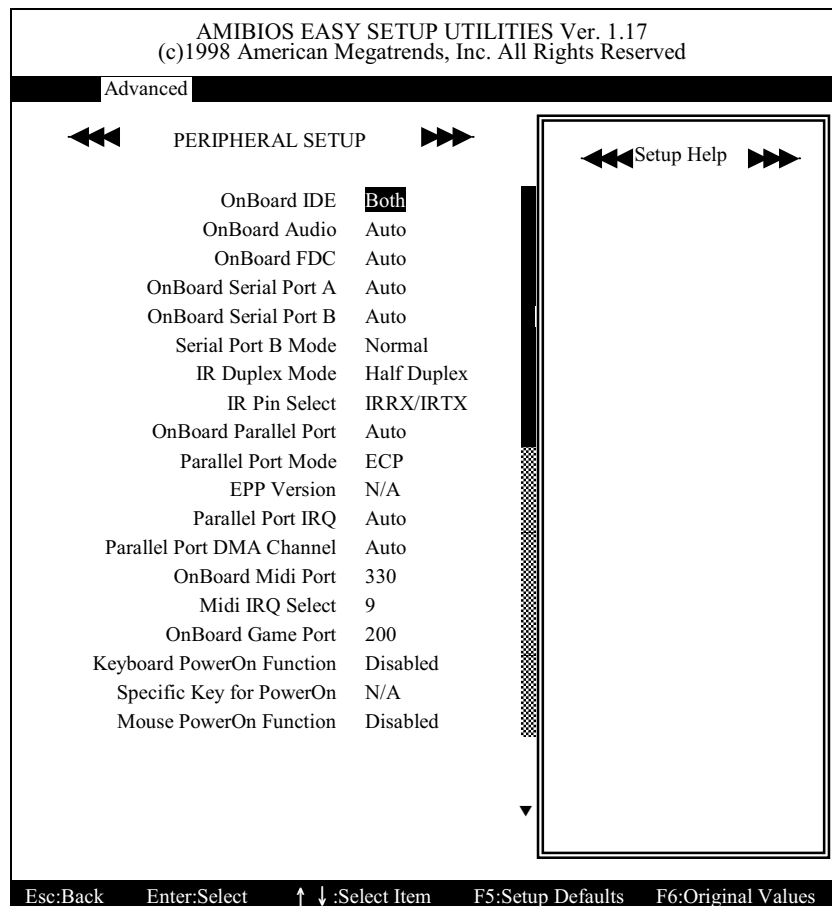 AMIBIOS EASY SETUP UTILITIES Ver. 1.17
(c)1998 American Megatrends, Inc. All Rights Reserved
Advanced
PERIPHERAL SETUP
OnBoard IDE Both
OnBoard Audio Auto
OnBoard FDC Auto
OnBoard Serial Port A Auto
OnBoard Serial Port B Auto
Serial Port B Mode Normal
IR Duplex Mode Half Duplex
IR Pin Select IRRX/IRTX
OnBoard Parallel Port Auto
Parallel Port Mode ECP
EPP Version N/A
Parallel Port IRQ Auto
Parallel Port DMA Channel Auto
OnBoard Midi Port 330
Midi IRQ Select 9
OnBoard Game Port 200
Keyboard PowerOn Function Disabled
Specific Key for PowerOn N/A
Mouse PowerOn Function Disabled
Setup Help
Esc:Back Enter:Select ↑ ↓ :Select Item F5:Setup Defaults F6:Original Values